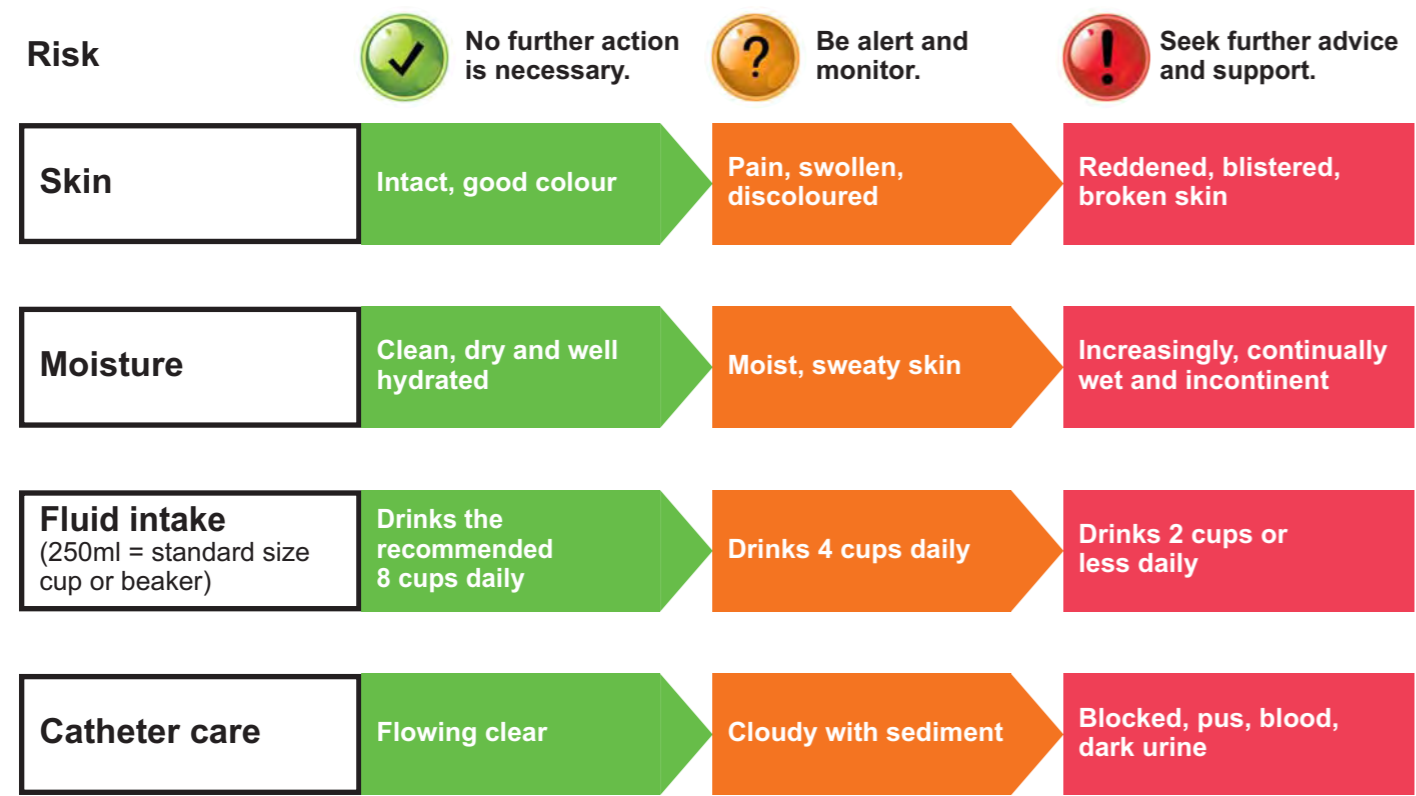 Risk
No further action
is necessary.
?
Be alert and
monitor.
!
Seek further advice
and support.
Skin
Intact, good colour
Pain, swollen,
discoloured
Reddened, blistered,
broken skin
Moisture
Clean, dry and well
hydrated
Moist, sweaty skin
Increasingly, continually
wet and incontinent
Fluid intake
(250ml = standard size
cup or beaker)
Drinks the
recommended
8 cups daily
Drinks 4 cups daily
Drinks 2 cups or
less daily
Catheter care
Flowing clear
Cloudy with sediment
Blocked, pus, blood,
dark urine